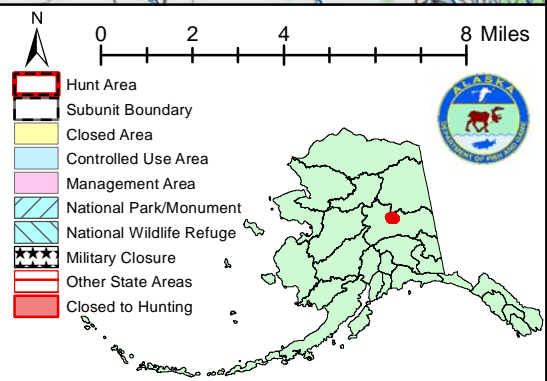 N
0 2 4 8 Miles
Hunt Area
Subunit Boundary
Closed Area
Controlled Use Area
Management Area
National Park/Monument
National Wildlife Refuge
Military Closure
Other State Areas
Closed to Hunting
ALASKA
DEPARTMENT OF FISH AND GAME